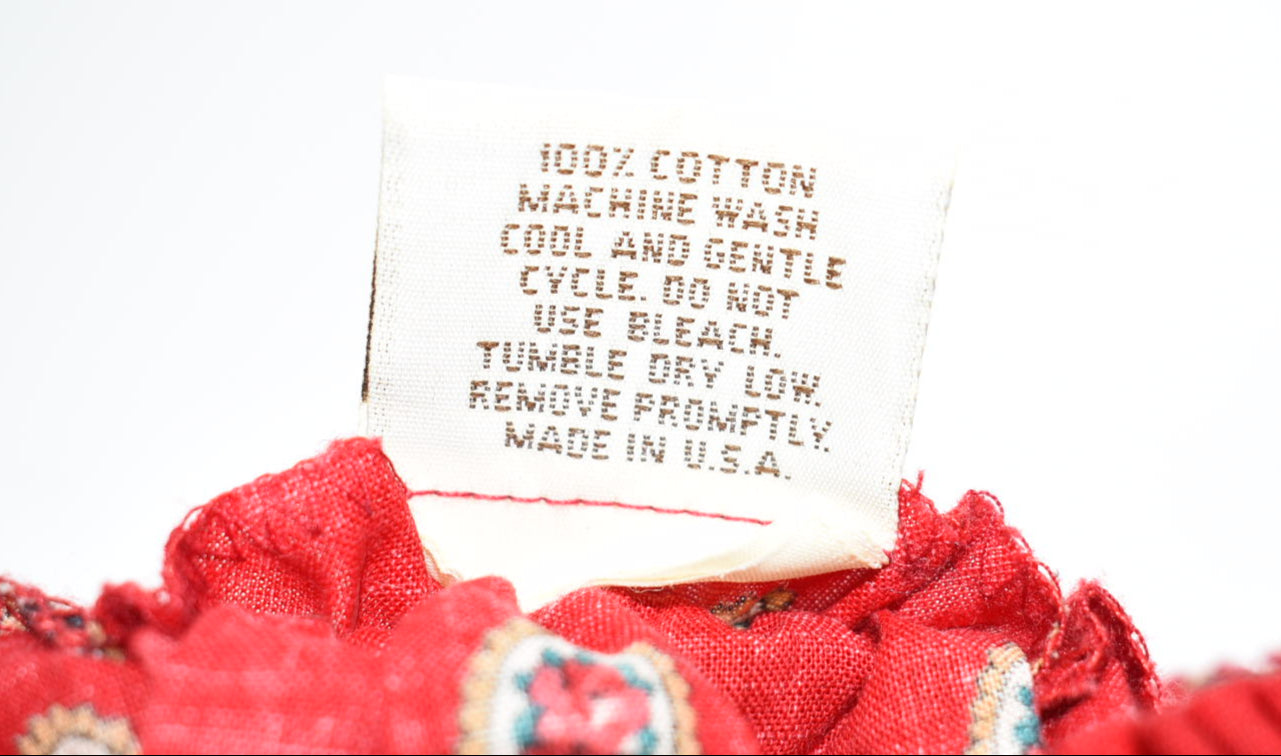 100% COTTON
MACHINE WASH
COOL AND GENTLE
CYCLE. DO NOT
USE BLEACH.
TUMBLE DRY LOW.
REMOVE PROMPTLY.
MADE IN U.S.A.